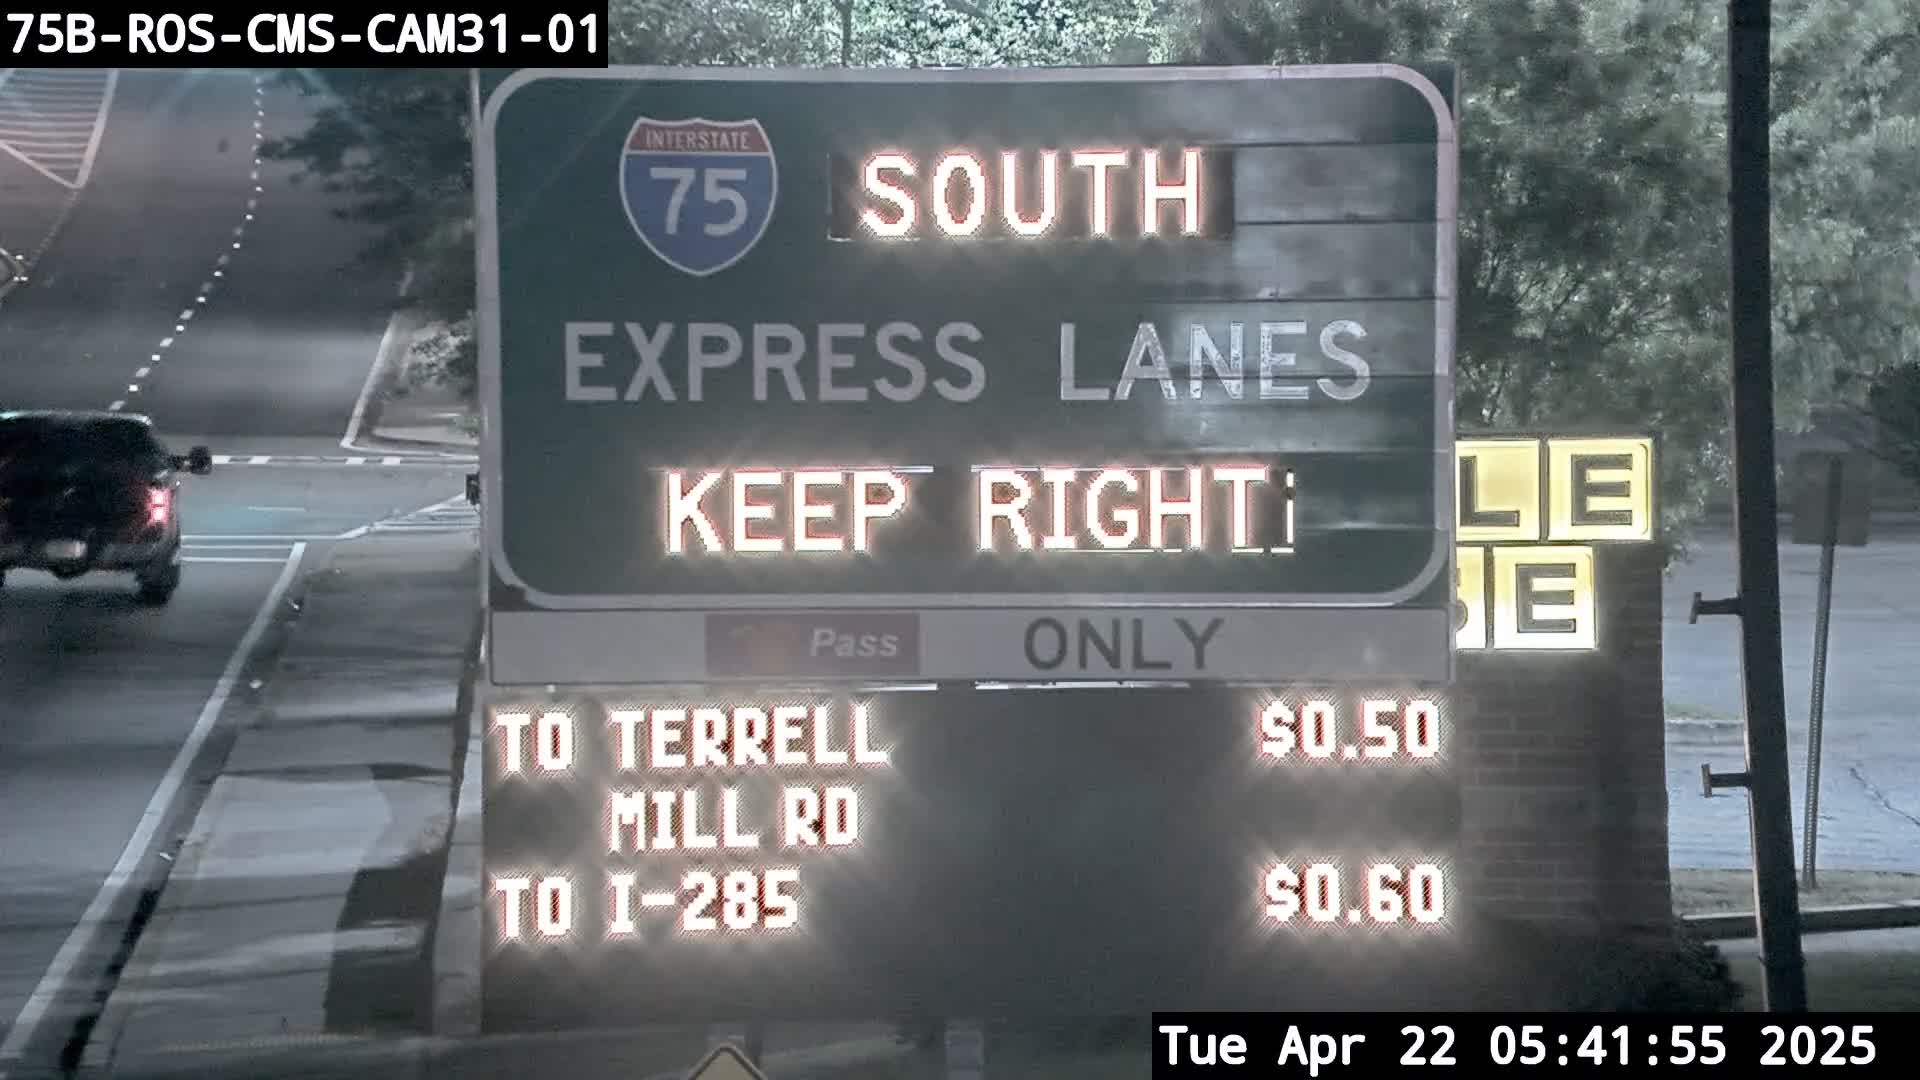 75B-ROS-CMS-CAM31-01
INTERSTATE
75
SOUTH
EXPRESS LANES
KEEP RIGHT
Pass ONLY
LE
E
TO TERRELL $0.50
MILL RD
TO I-285 $0.60
Tue Apr 22 05:41:55 2025